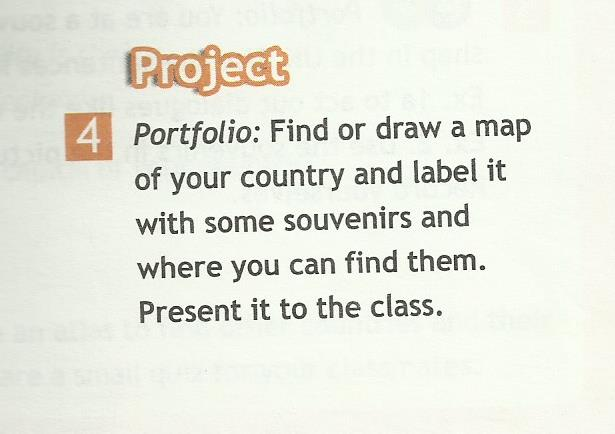 Project
4 Portfolio: Find or draw a map
of your country and label it
with some souvenirs and
where you can find them.
Present it to the class.